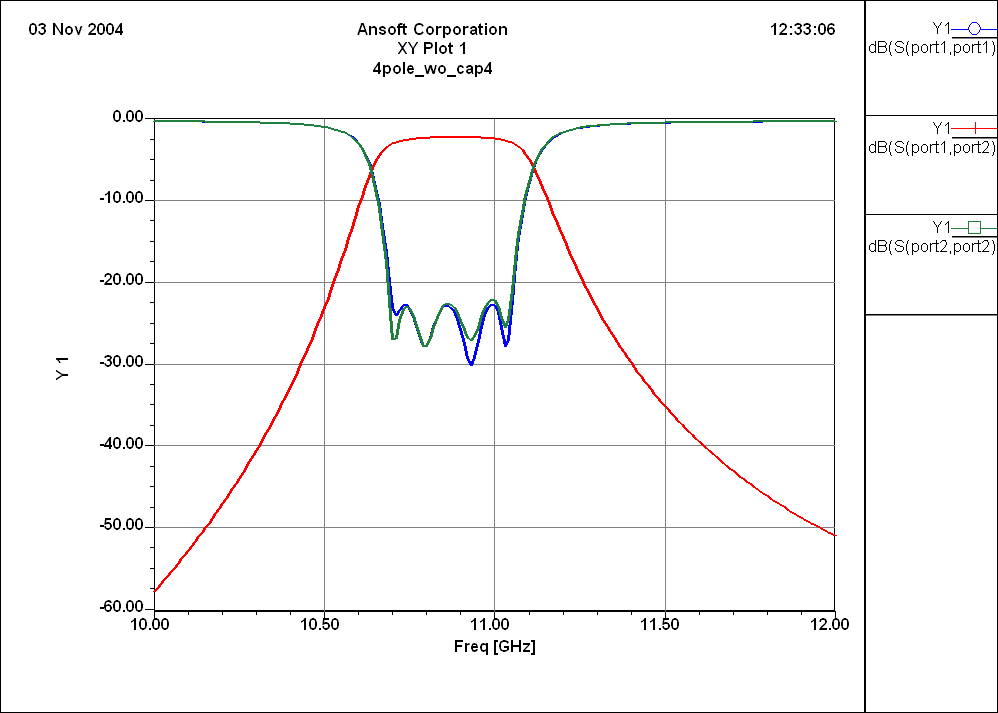 03 Nov 2004
Ansoft Corporation
12:33:06
XY Plot 1
4pole_wo_cap4
Y1
dB(S(port1,port1)
Y1
dB(S(port1,port2)
Y1
dB(S(port2,port2)
0.00
-10.00
-20.00
-30.00
-40.00
-50.00
-60.00
Y 1
10.00
10.50
11.00
11.50
12.00
Freq [GHz]